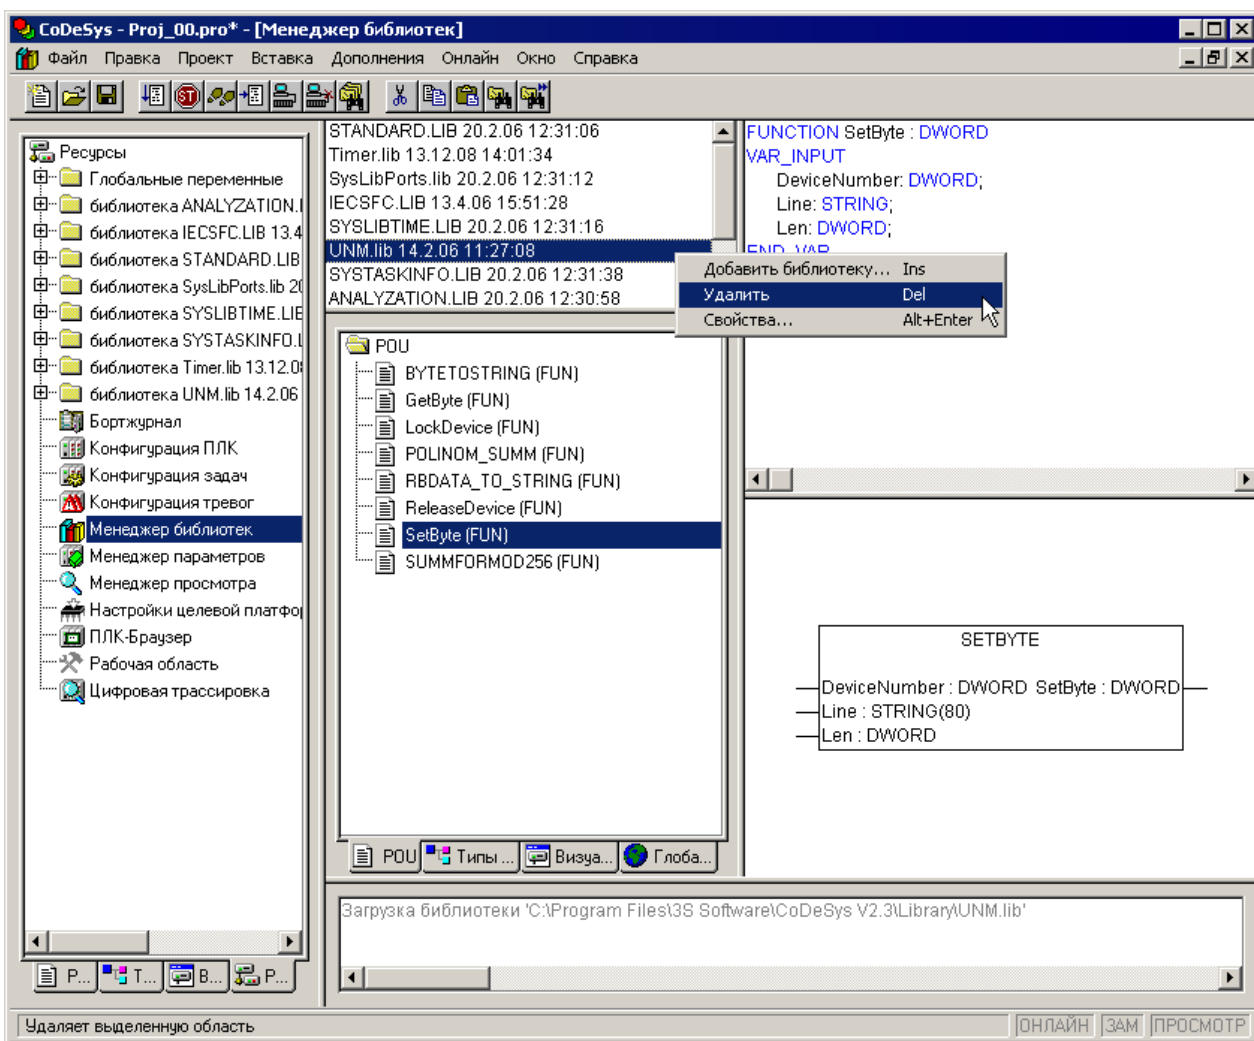 CoDeSys - Proj_00.pro* - [Менеджер библиотек]
Файл Правка Проект Вставка Дополнения Онлайн Окно Справка
Ресурсы
Глобальные переменные
библиотека ANALYZATION.
библиотека IECSFC.LIB 13.4
библиотека STANDARD.LIB
библиотека SysLibPorts.lib 20
библиотека SYSLIBTIME.LIB
библиотека SYSTASKINFO.L
библиотека Timer.lib 13.12.08
библиотека UNM.lib 14.2.06
Бортжурнал
Конфигурация ПЛК
Конфигурация задач
Конфигурация тревог
Менеджер библиотек
Менеджер параметров
Менеджер просмотра
Настройки целевой платфор
ПЛК-Браузер
Рабочая область
Цифровая трассировка
Р... Т... В... Р...
STANDARD.LIB 20.2.06 12:31:06
Timer.lib 13.12.08 14:01:34
SysLibPorts.lib 20.2.06 12:31:12
IECSFC.LIB 13.4.06 15:51:28
SYSLIBTIME.LIB 20.2.06 12:31:16
UNM.lib 14.2.06 11:27:08
SYSTASKINFO.LIB 20.2.06 12:31:38
ANALYZATION.LIB 20.2.06 12:30:58
Добавить библиотеку... Ins
Удалить Del
Свойства... Alt+Enter
POU
BYTETOSTRING (FUN)
GetByte (FUN)
LockDevice (FUN)
POLINOM_SUMM (FUN)
RBDATA_TO_STRING (FUN)
ReleaseDevice (FUN)
SetByte (FUN)
SUMMFORMOD256 (FUN)
POU Типы ... Визуа... Глоба...
FUNCTION SetByte : DWORD
VAR_INPUT
DeviceNumber: DWORD;
Line: STRING;
Len: DWORD;
END_VAR
SETBYTE
DeviceNumber : DWORD SetByte : DWORD
Line : STRING(80)
Len : DWORD
Загрузка библиотеки 'C:\Program Files\3S Software\CoDeSys V2.3\Library\UNM.lib'
Удаляет выделенную область
ОНЛАЙН ЗАМ ПРОСМОТР